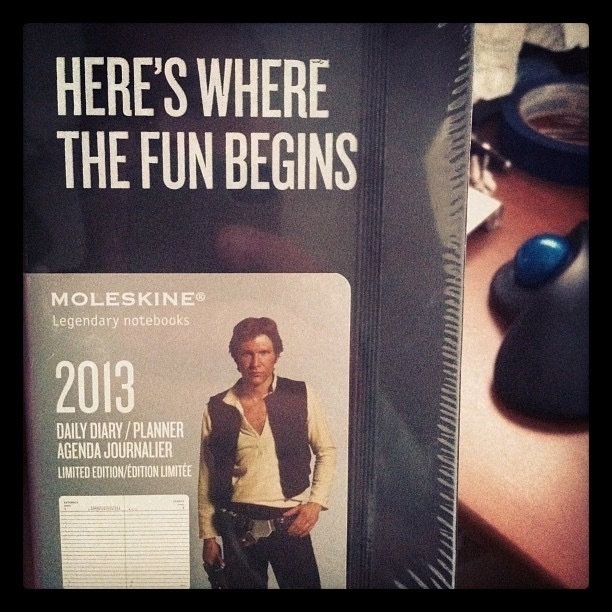 HERE'S WHERE
THE FUN BEGINS
MOLESKINE®
Legendary notebooks
2013
DAILY DIARY / PLANNER
AGENDA JOURNALIER
LIMITED EDITION/ÉDITION LIMITÉE